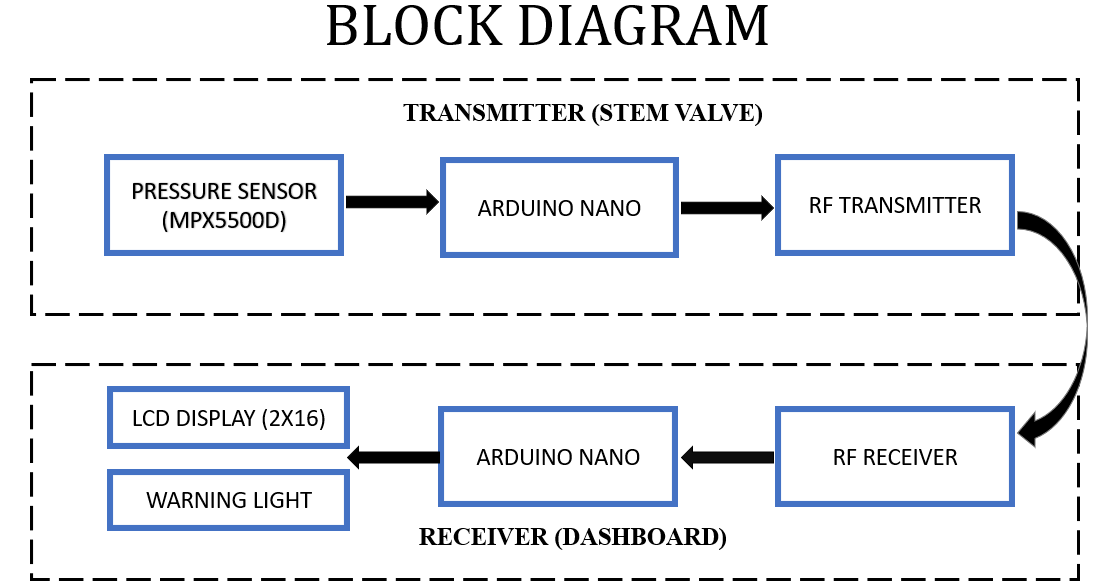 BLOCK DIAGRAM
TRANSMITTER (STEM VALVE)
PRESSURE SENSOR
(MPX5500D)
ARDUINO NANO
RF TRANSMITTER
LCD DISPLAY (2X16)
WARNING LIGHT
ARDUINO NANO
RF RECEIVER
RECEIVER (DASHBOARD)